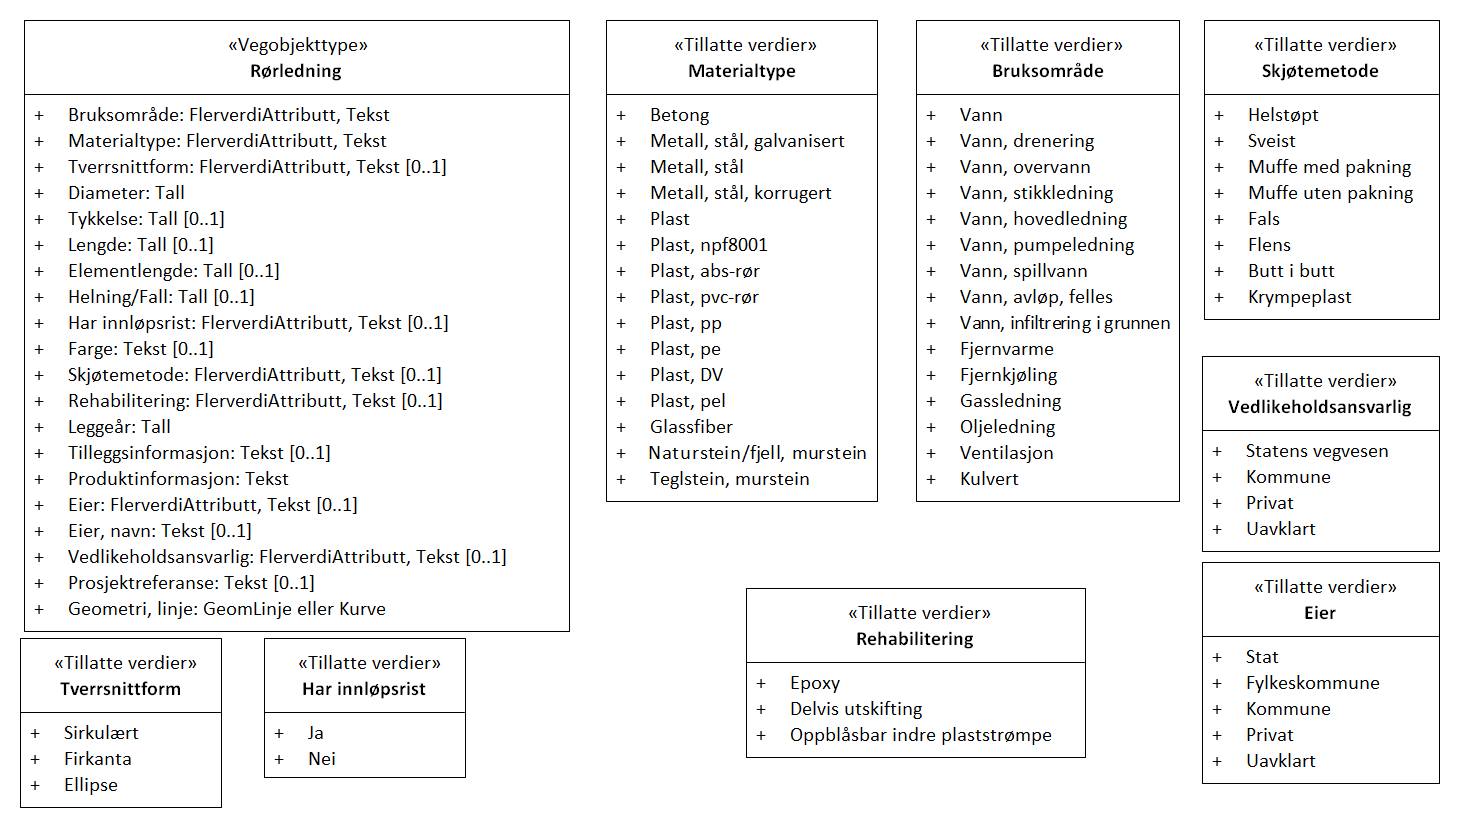 «Vegobjekttype»
Rørledning
+ Bruksområde: FlerverdiAttributt, Tekst
+ Materialtype: FlerverdiAttributt, Tekst
+ Tverrsnittform: FlerverdiAttributt, Tekst [0..1]
+ Diameter: Tall
+ Tykkelse: Tall [0..1]
+ Lengde: Tall [0..1]
+ Elementlengde: Tall [0..1]
+ Helning/Fall: Tall [0..1]
+ Har innløpsrist: FlerverdiAttributt, Tekst [0..1]
+ Farge: Tekst [0..1]
+ Skjøtemetode: FlerverdiAttributt, Tekst [0..1]
+ Rehabilitering: FlerverdiAttributt, Tekst [0..1]
+ Leggeår: Tall
+ Tilleggsinformasjon: Tekst [0..1]
+ Produktinformasjon: Tekst
+ Eier: FlerverdiAttributt, Tekst [0..1]
+ Eier, navn: Tekst [0..1]
+ Vedlikeholdsansvarlig: FlerverdiAttributt, Tekst [0..1]
+ Prosjektreferanse: Tekst [0..1]
+ Geometri, linje: GeomLinje eller Kurve
«Tillatte verdier»
Materialtype
+ Betong
+ Metall, stål, galvanisert
+ Metall, stål
+ Metall, stål, korrugert
+ Plast
+ Plast, npf8001
+ Plast, abs-rør
+ Plast, pvc-rør
+ Plast, pp
+ Plast, pe
+ Plast, DV
+ Plast, pel
+ Glassfiber
+ Naturstein/fjell, murstein
+ Teglstein, murstein
«Tillatte verdier»
Bruksområde
+ Vann
+ Vann, drenering
+ Vann, overvann
+ Vann, stikkledning
+ Vann, hovedledning
+ Vann, pumpeledning
+ Vann, spillvann
+ Vann, avløp, felles
+ Vann, infiltrering i grunnen
+ Fjernvarme
+ Fjernkjøling
+ Gassledning
+ Oljeledning
+ Ventilasjon
+ Kulvert
«Tillatte verdier»
Skjøtemetode
+ Helstøpt
+ Sveist
+ Muffe med pakning
+ Muffe uten pakning
+ Fals
+ Flens
+ Butt i butt
+ Krympeplast
«Tillatte verdier»
Vedlikeholdsansvarlig
+ Statens vegvesen
+ Kommune
+ Privat
+ Uavklart
«Tillatte verdier»
Tverrsnittform
+ Sirkulært
+ Firkanta
+ Ellipse
«Tillatte verdier»
Har innløpsrist
+ Ja
+ Nei
«Tillatte verdier»
Rehabilitering
+ Epoxy
+ Delvis utskifting
+ Oppblåsbar indre plaststrømpe
«Tillatte verdier»
Eier
+ Stat
+ Fylkeskommune
+ Kommune
+ Privat
+ Uavklart